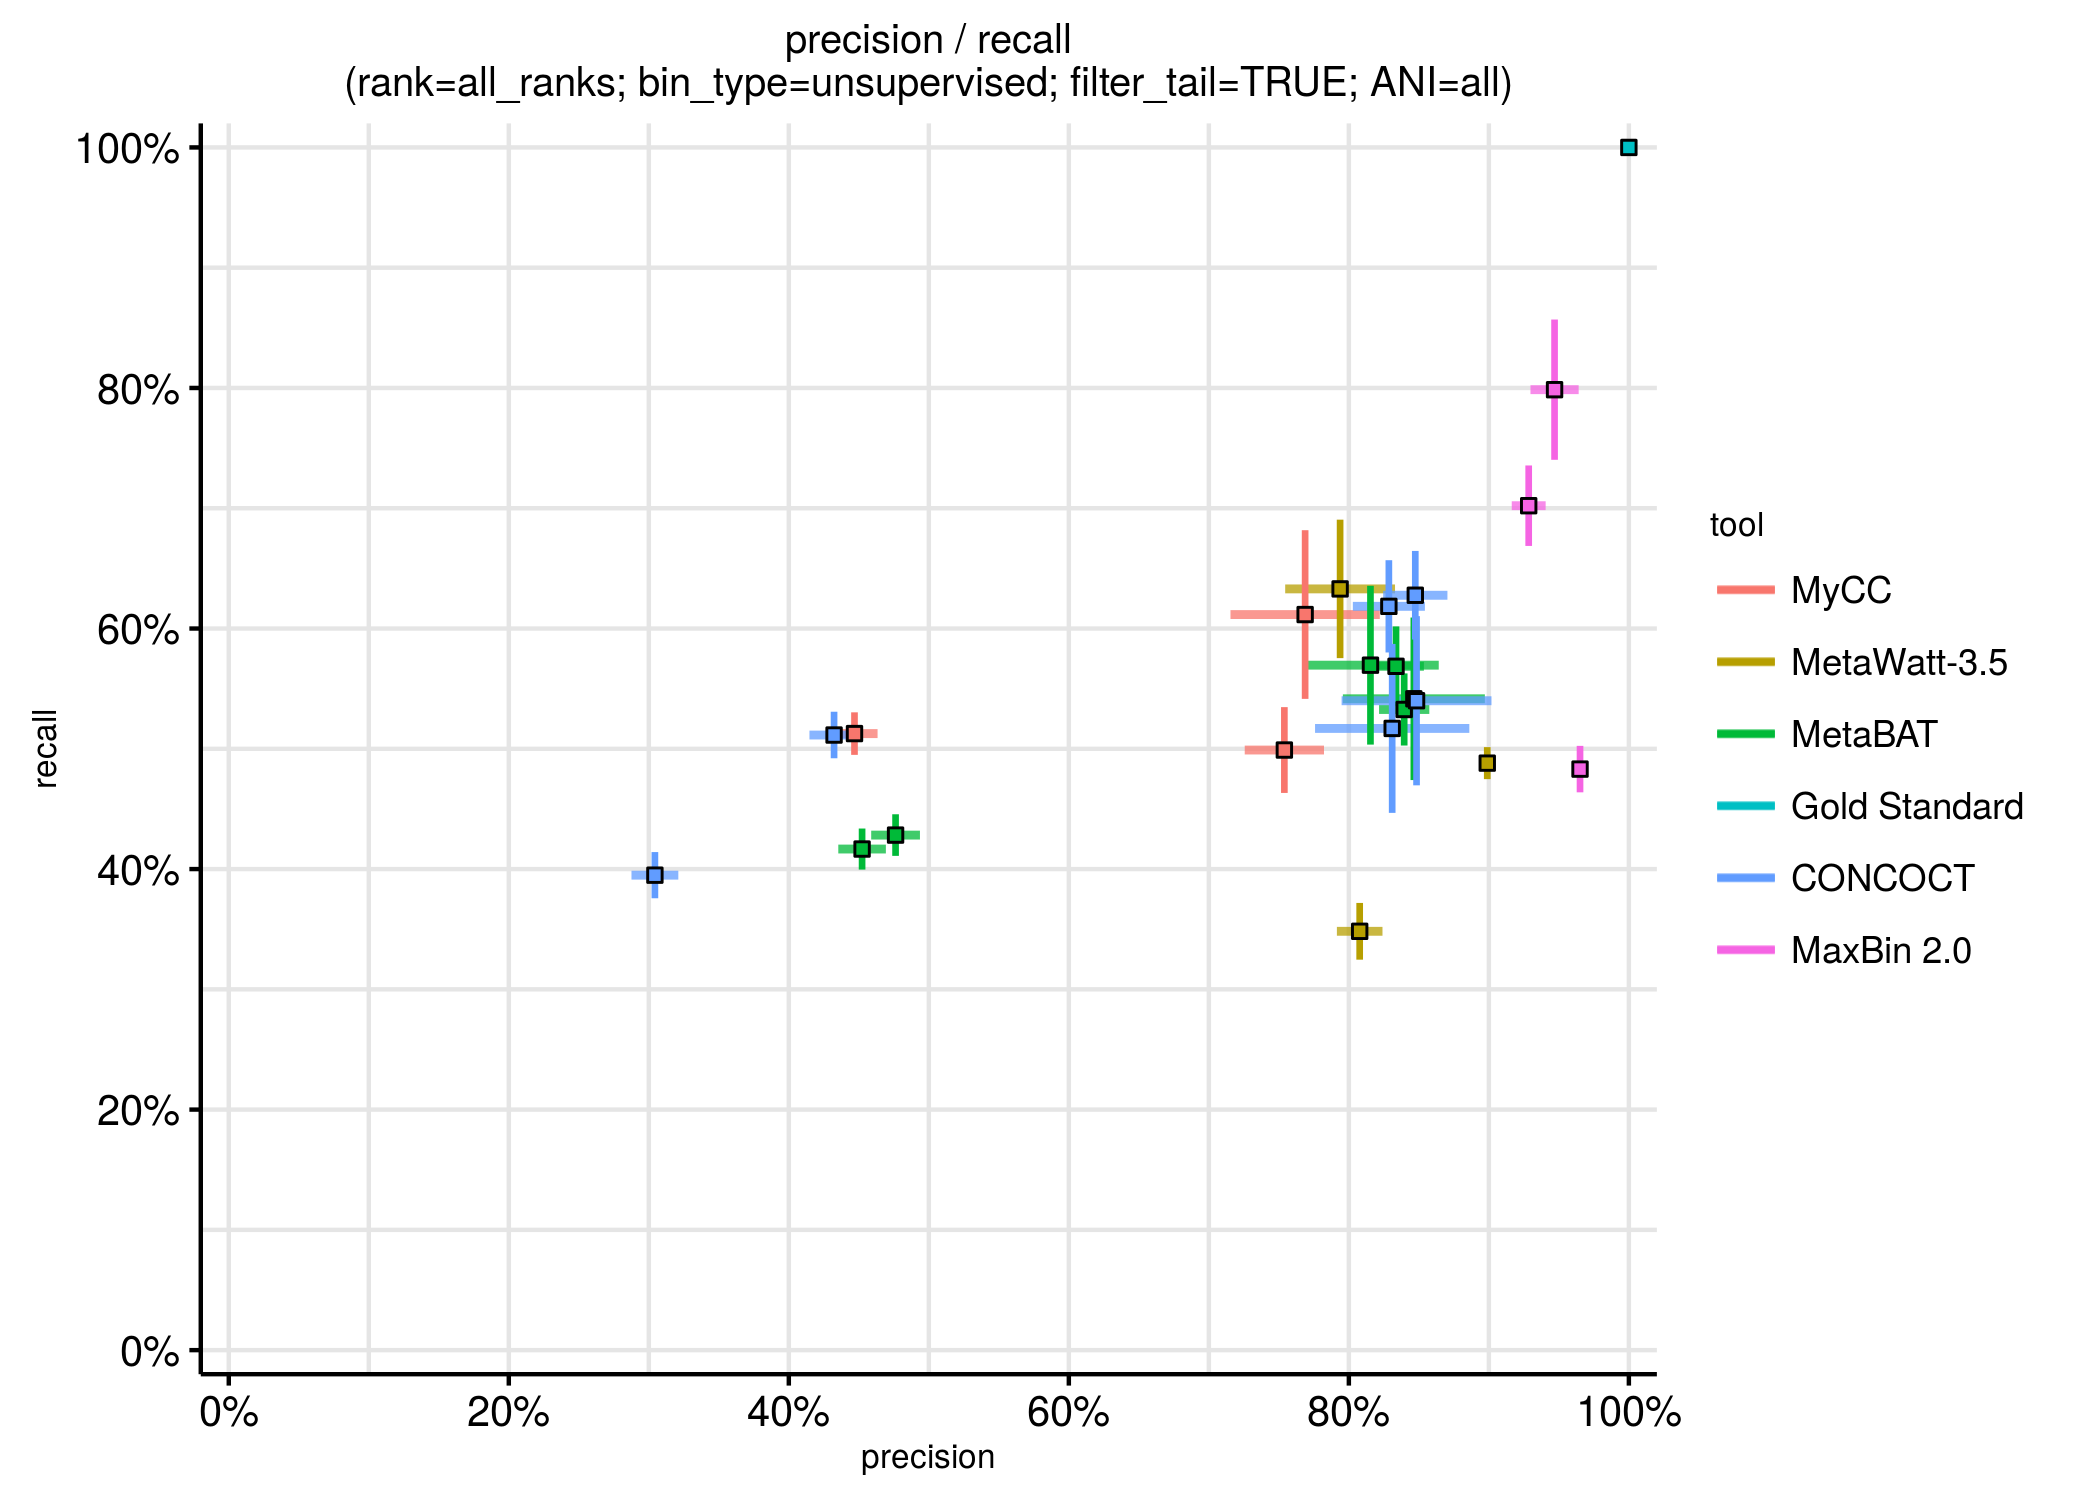 precision / recall
(rank=all_ranks; bin_type=unsupervised; filter_tail=TRUE; ANI=all)
100%
80%
60%
40%
20%
0%
recall
0%
20%
40%
60%
80%
100%
precision
tool
MyCC
MetaWatt-3.5
MetaBAT
Gold Standard
CONCOCT
MaxBin 2.0